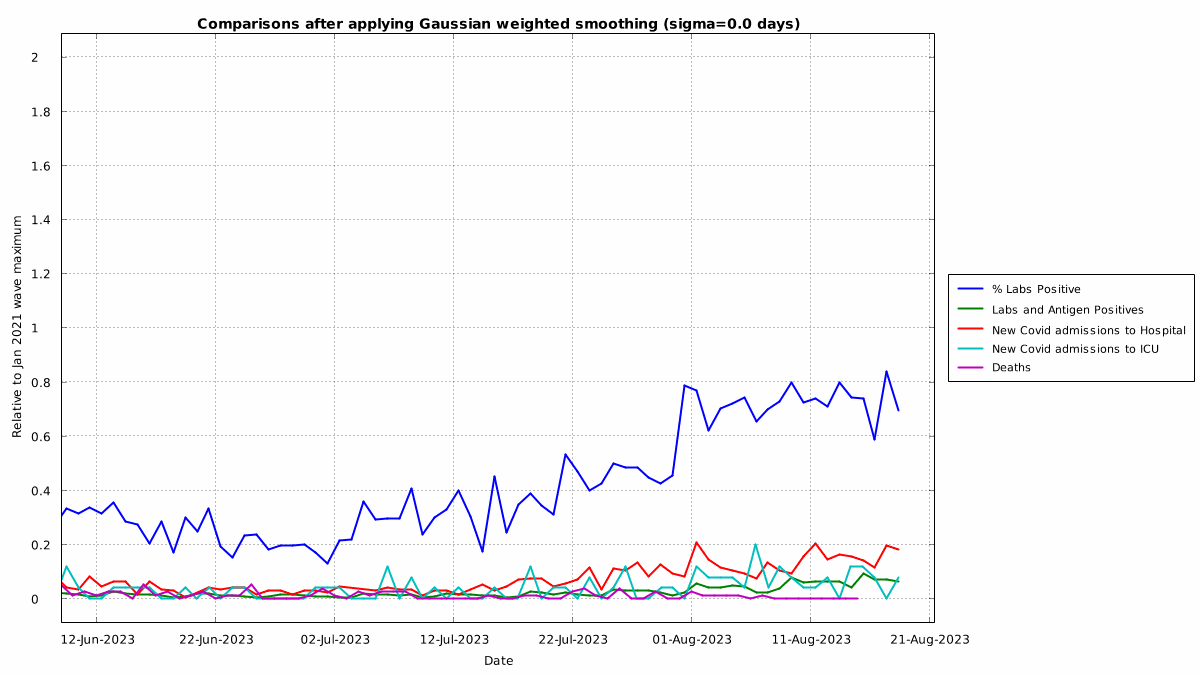 Comparisons after applying Gaussian weighted smoothing (sigma=0.0 days)
Relative to Jan 2021 wave maximum
2
1.8
1.6
1.4
1.2
1
0.8
0.6
0.4
0.2
0
12-Jun-2023 22-Jun-2023 02-Jul-2023 12-Jul-2023 22-Jul-2023 01-Aug-2023 11-Aug-2023 21-Aug-2023
Date
% Labs Positive
Labs and Antigen Positives
New Covid admissions to Hospital
New Covid admissions to ICU
Deaths